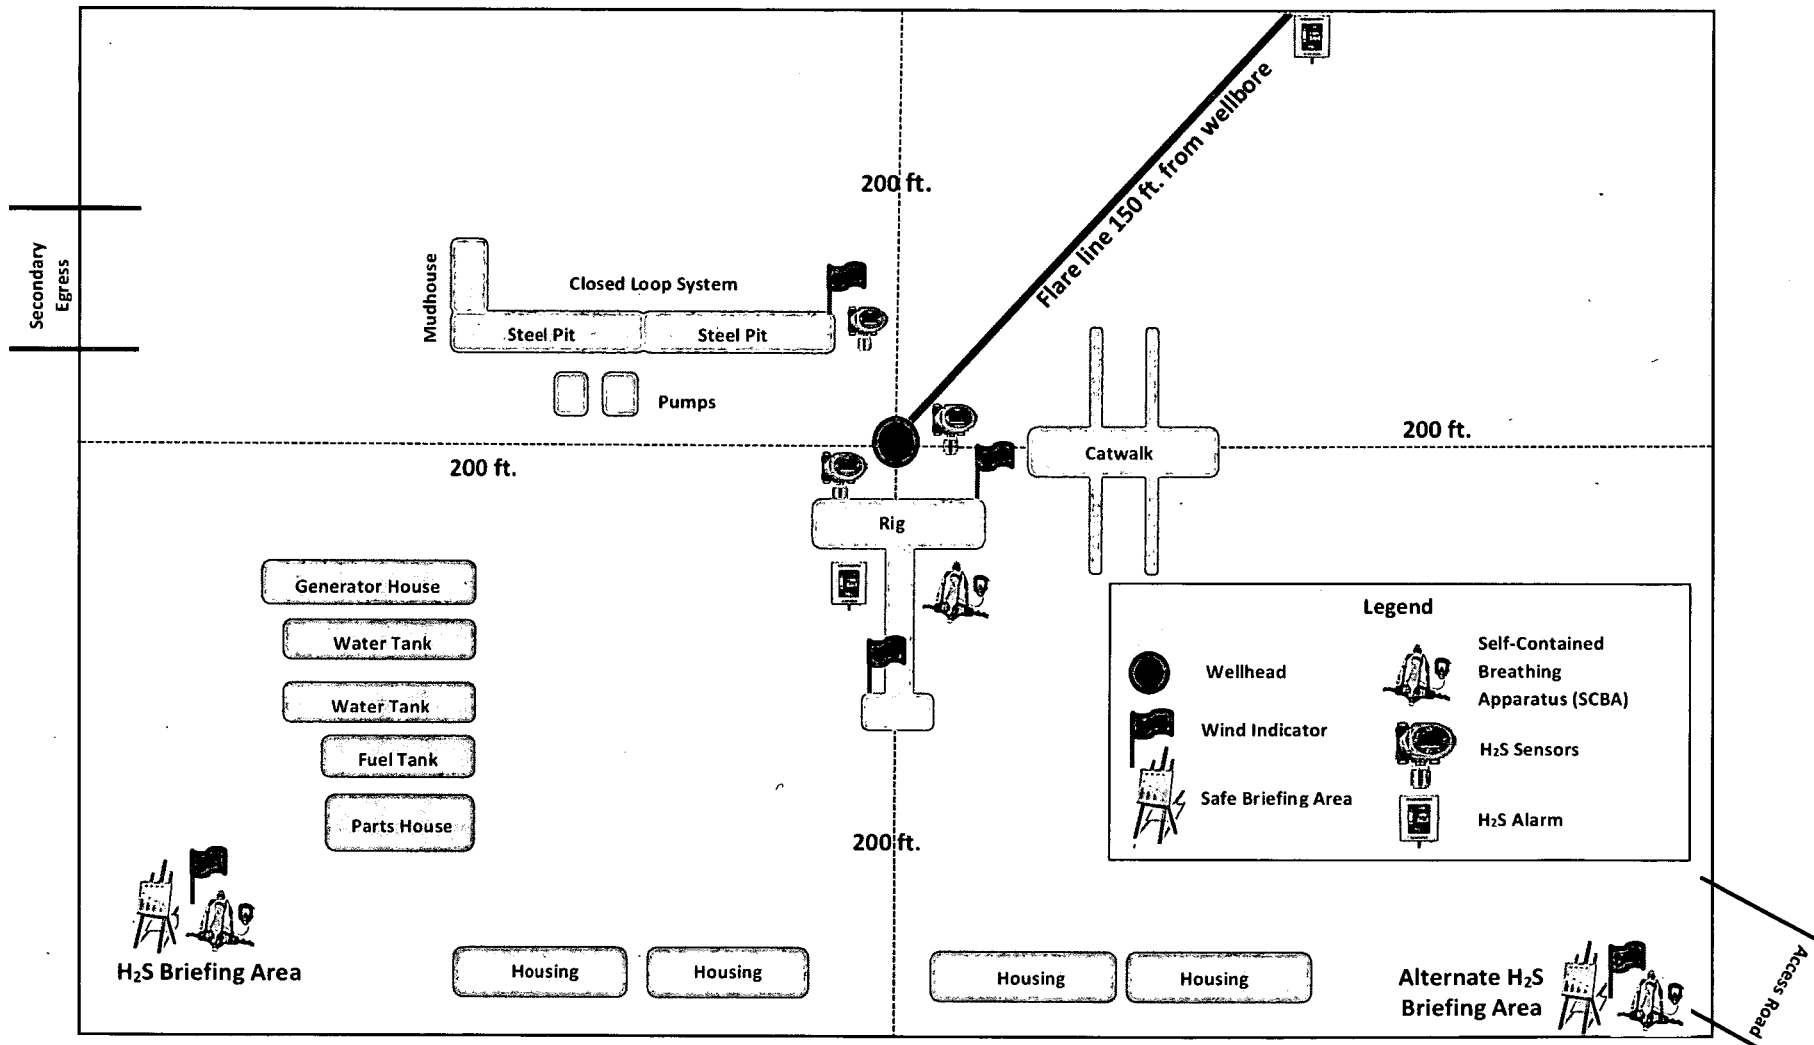 200 ft.
Flare line 150 ft. from wellbore
Secondary
Egress
Mudhouse
Closed Loop System
Steel Pit
Steel Pit
Pumps
200 ft.
200 ft.
Catwalk
Rig
Generator House
Water Tank
Water Tank
Fuel Tank
Parts House
Legend
Wellhead
Wind Indicator
Safe Briefing Area
Self-Contained
Breathing
Apparatus (SCBA)
H₂S Sensors
H₂S Alarm
200 ft.
H₂S Briefing Area
Housing
Housing
Housing
Housing
Alternate H₂S
Briefing Area
Access Road